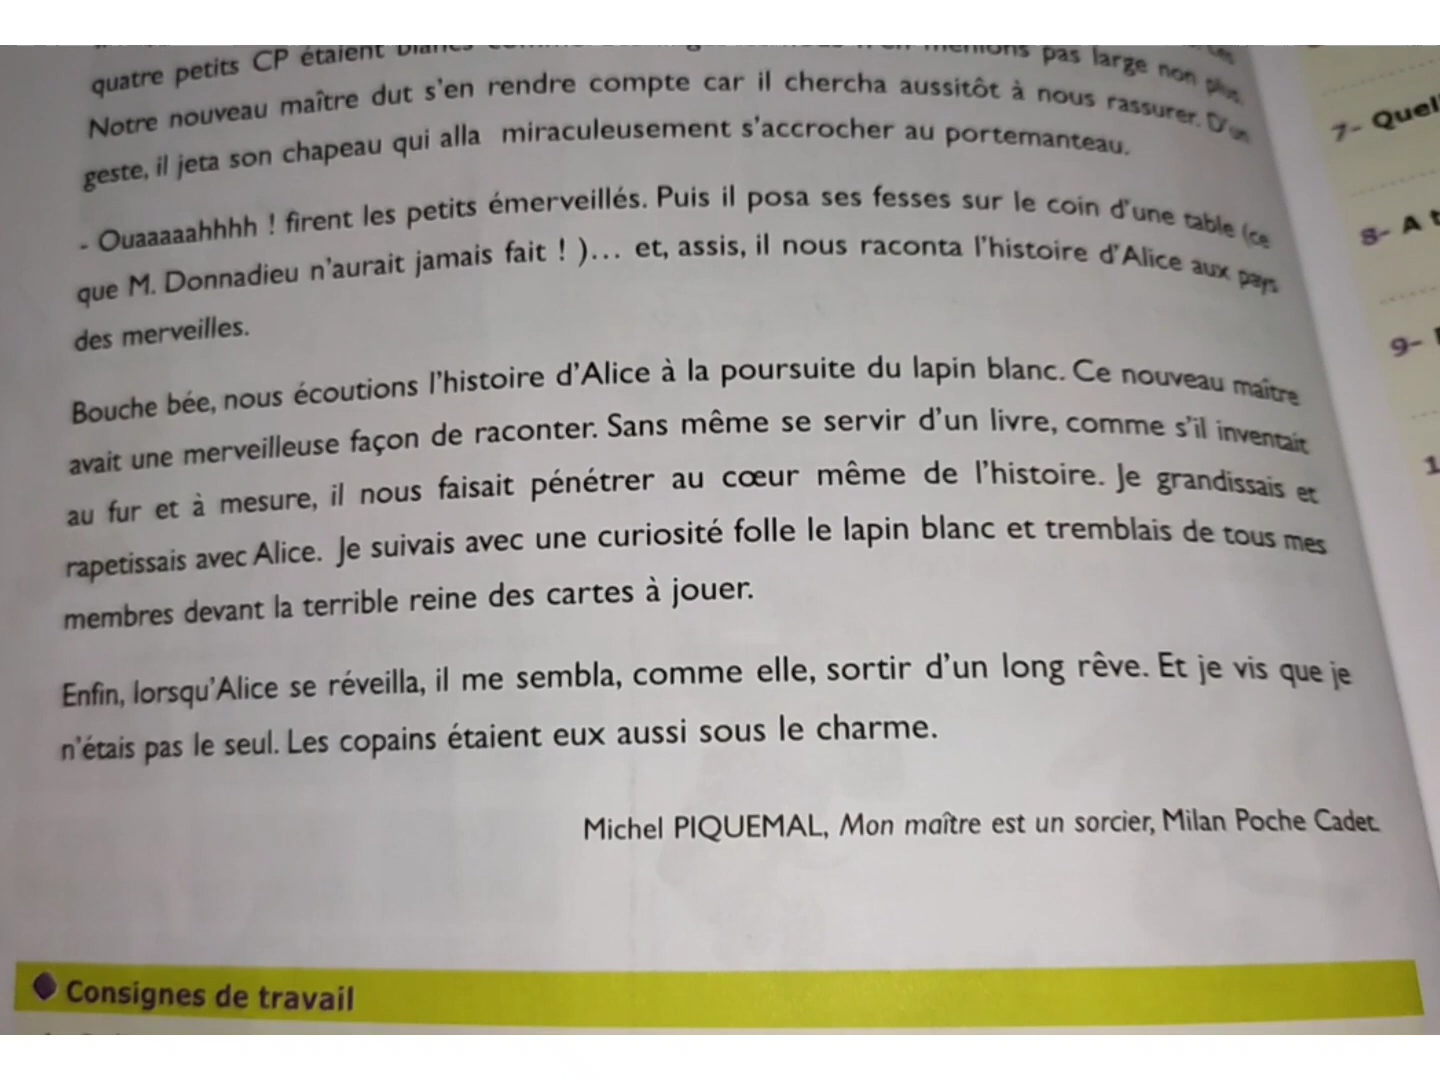 quatre petits CP étaient blancs pas large non plus.
Notre nouveau maître dut s'en rendre compte car il chercha aussitôt à nous rassurer. D'un
geste, il jeta son chapeau qui alla miraculeusement s'accrocher au portemanteau.
- Ouaaaaahhhh ! firent les petits émerveillés. Puis il posa ses fesses sur le coin d'une table (ce
que M. Donnadieu n'aurait jamais fait ! )... et, assis, il nous raconta l'histoire d'Alice aux pays
des merveilles.
Bouche bée, nous écoutions l'histoire d'Alice à la poursuite du lapin blanc. Ce nouveau maître
avait une merveilleuse façon de raconter. Sans même se servir d'un livre, comme s'il inventait
au fur et à mesure, il nous faisait pénétrer au cœur même de l'histoire. Je grandissais et
rapetissais avec Alice. Je suivais avec une curiosité folle le lapin blanc et tremblais de tous mes
membres devant la terrible reine des cartes à jouer.
Enfin, lorsqu'Alice se réveilla, il me sembla, comme elle, sortir d'un long rêve. Et je vis que je
n'étais pas le seul. Les copains étaient eux aussi sous le charme.
Michel PIQUEMAL, Mon maître est un sorcier, Milan Poche Cadet.
Consignes de travail
7- Quel
8- A t
9-
1